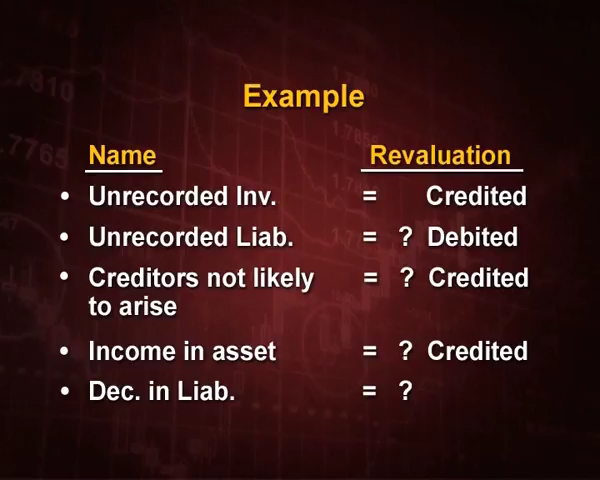 Example
Name Revaluation
• Unrecorded Inv. = Credited
• Unrecorded Liab. = ? Debited
• Creditors not likely = ? Credited
to arise
• Income in asset = ? Credited
• Dec. in Liab. = ?